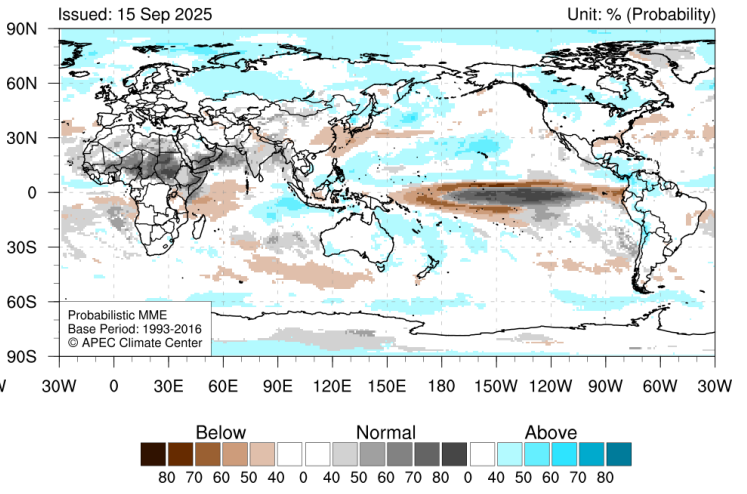 Issued: 15 Sep 2025 Unit: % (Probability)
90N
60N
30N
0
30S
60S
90S
Probabilistic MME
Base Period: 1993-2016
© APEC Climate Center
W 30W 0 30E 60E 90E 120E 150E 180 150W 120W 90W 60W 30W
Below Normal Above
80 70 60 50 40 0 40 50 60 70 80 0 40 50 60 70 80